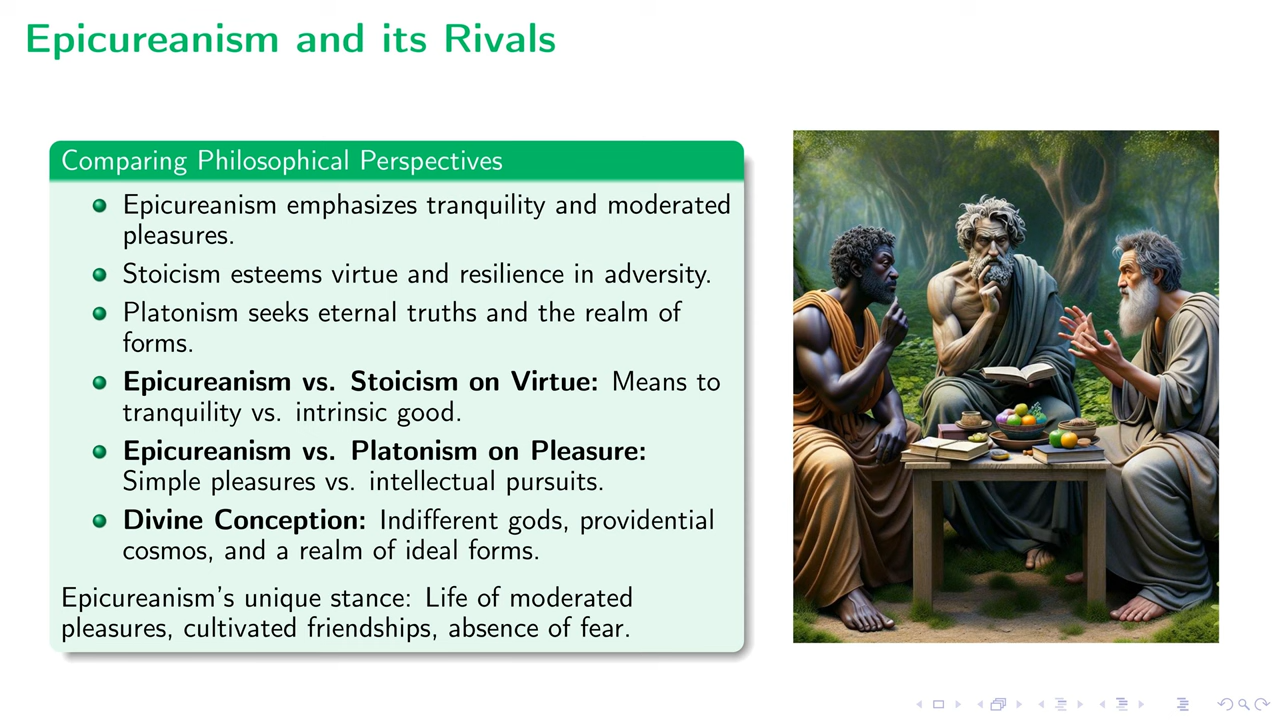 Epicureanism and its Rivals
Comparing Philosophical Perspectives
Epicureanism emphasizes tranquility and moderated
pleasures.
Stoicism esteems virtue and resilience in adversity.
Platonism seeks eternal truths and the realm of
forms.
Epicureanism vs. Stoicism on Virtue: Means to
tranquility vs. intrinsic good.
Epicureanism vs. Platonism on Pleasure:
Simple pleasures vs. intellectual pursuits.
Divine Conception: Indifferent gods, providential
cosmos, and a realm of ideal forms.
Epicureanism's unique stance: Life of moderated
pleasures, cultivated friendships, absence of fear.